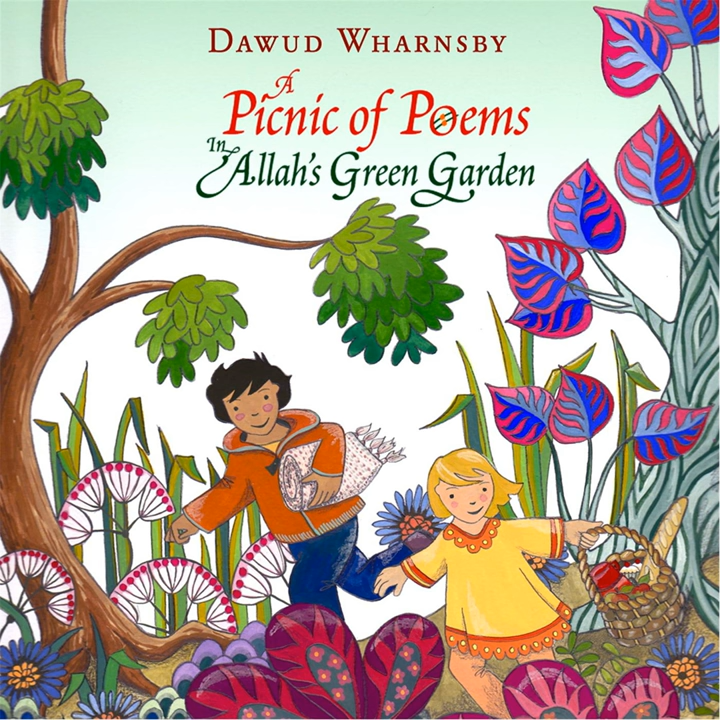 DAWUD WHARNSBY
A
Picnic of Poems
In
Allah's Green Garden